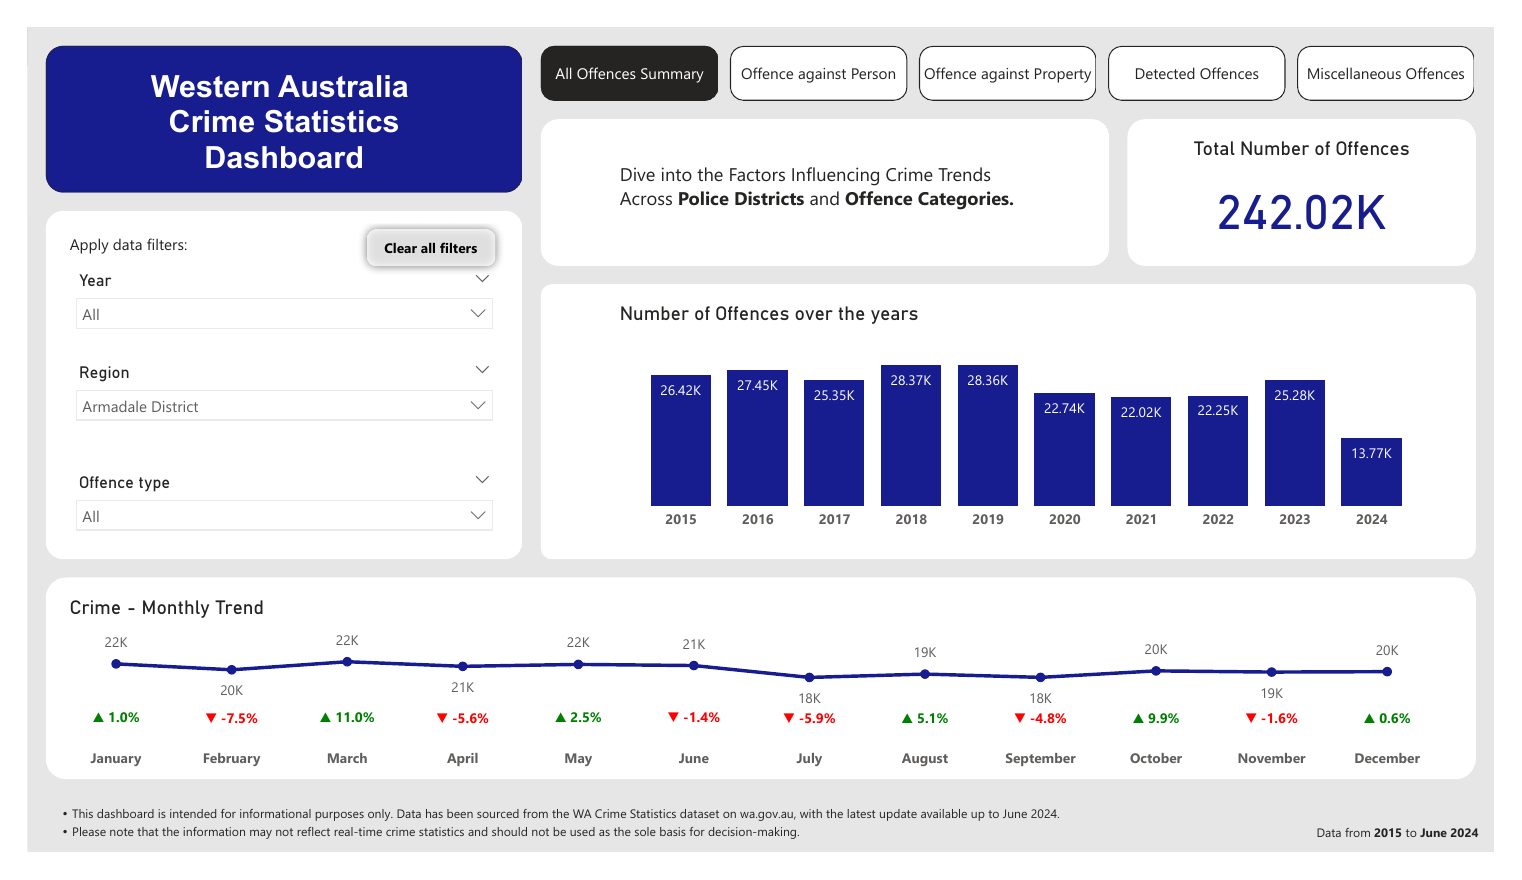 Western Australia
Crime Statistics
Dashboard
All Offences Summary
Offence against Person
Offence against Property
Detected Offences
Miscellaneous Offences
Dive into the Factors Influencing Crime Trends
Across Police Districts and Offence Categories.
Total Number of Offences
242.02K
Apply data filters:
Clear all filters
Year
All
Region
Armadale District
Offence type
All
Number of Offences over the years
26.42K 27.45K 25.35K 28.37K 28.36K 22.74K 22.02K 22.25K 25.28K 13.77K
2015 2016 2017 2018 2019 2020 2021 2022 2023 2024
Crime - Monthly Trend
22K 20K 22K 21K 22K 21K 18K 19K 18K 20K 19K 20K
▲ 1.0% ▼ -7.5% ▲ 11.0% ▼ -5.6% ▲ 2.5% ▼ -1.4% ▼ -5.9% ▲ 5.1% ▼ -4.8% ▲ 9.9% ▼ -1.6% ▲ 0.6%
January February March April May June July August September October November December
• This dashboard is intended for informational purposes only. Data has been sourced from the WA Crime Statistics dataset on wa.gov.au, with the latest update available up to June 2024.
• Please note that the information may not reflect real-time crime statistics and should not be used as the sole basis for decision-making.
Data from 2015 to June 2024